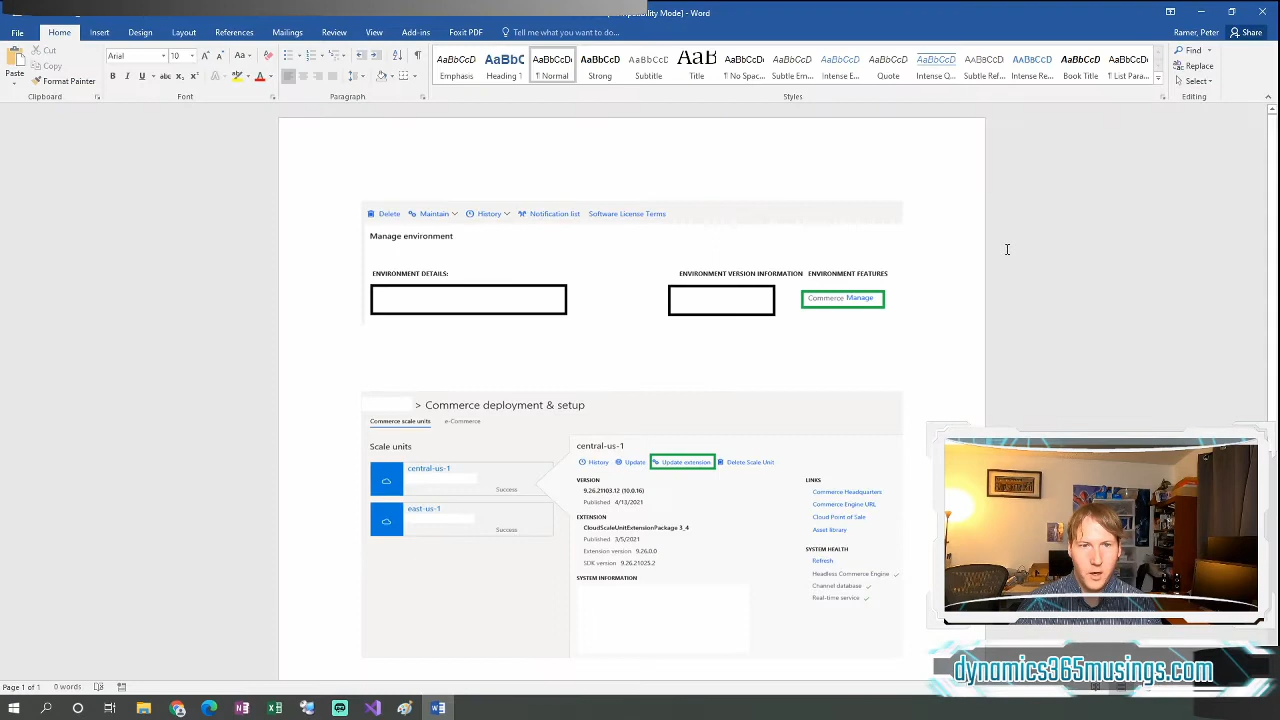 patibility Mode] - Word
File Home Insert Design Layout References Mailings Review View Add-ins Foxit PDF Tell me what you want to do... Ramer, Peter Share
Paste Cut Copy Format Painter
Arial 10
AaBbCcD AaBbC AaBbCcDc AaBbCcD AaBbCcD AaB AaBbCcD AaBbCcD AaBbCcD AaBbCcD AaBbCcD AaBbCcD AaBbCcD AaBbCcD AaBbCcD
Emphasis Heading 1 ¶ Normal Strong Subtitle Title ¶ No Spac... Subtle Em... Intense E... Quote Intense Q... Subtle Ref... Intense Re... Book Title ¶ List Para...
Find
Replace
Select
Clipboard Font Paragraph Styles Editing
Delete Maintain History Notification list Software License Terms
Manage environment
ENVIRONMENT DETAILS: ENVIRONMENT VERSION INFORMATION ENVIRONMENT FEATURES
Commerce Manage
> Commerce deployment & setup
Commerce scale units e-Commerce
Scale units
central-us-1
Success
east-us-1
Success
central-us-1
History Update Update extension Delete Scale Unit
VERSION
9.26.21103.12 (10.0.16)
Published 4/13/2021
EXTENSION
CloudScaleUnitExtensionPackage 3_4
Published 3/5/2021
Extension version 9.26.0.0
SDK version 9.26.21025.2
SYSTEM INFORMATION
LINKS
Commerce Headquarters
Commerce Engine URL
Cloud Point of Sale
Asset library
SYSTEM HEALTH
Refresh
Headless Commerce Engine
Channel database
Real-time service
dynamics365musings.com
Page 1 of 1 0 words